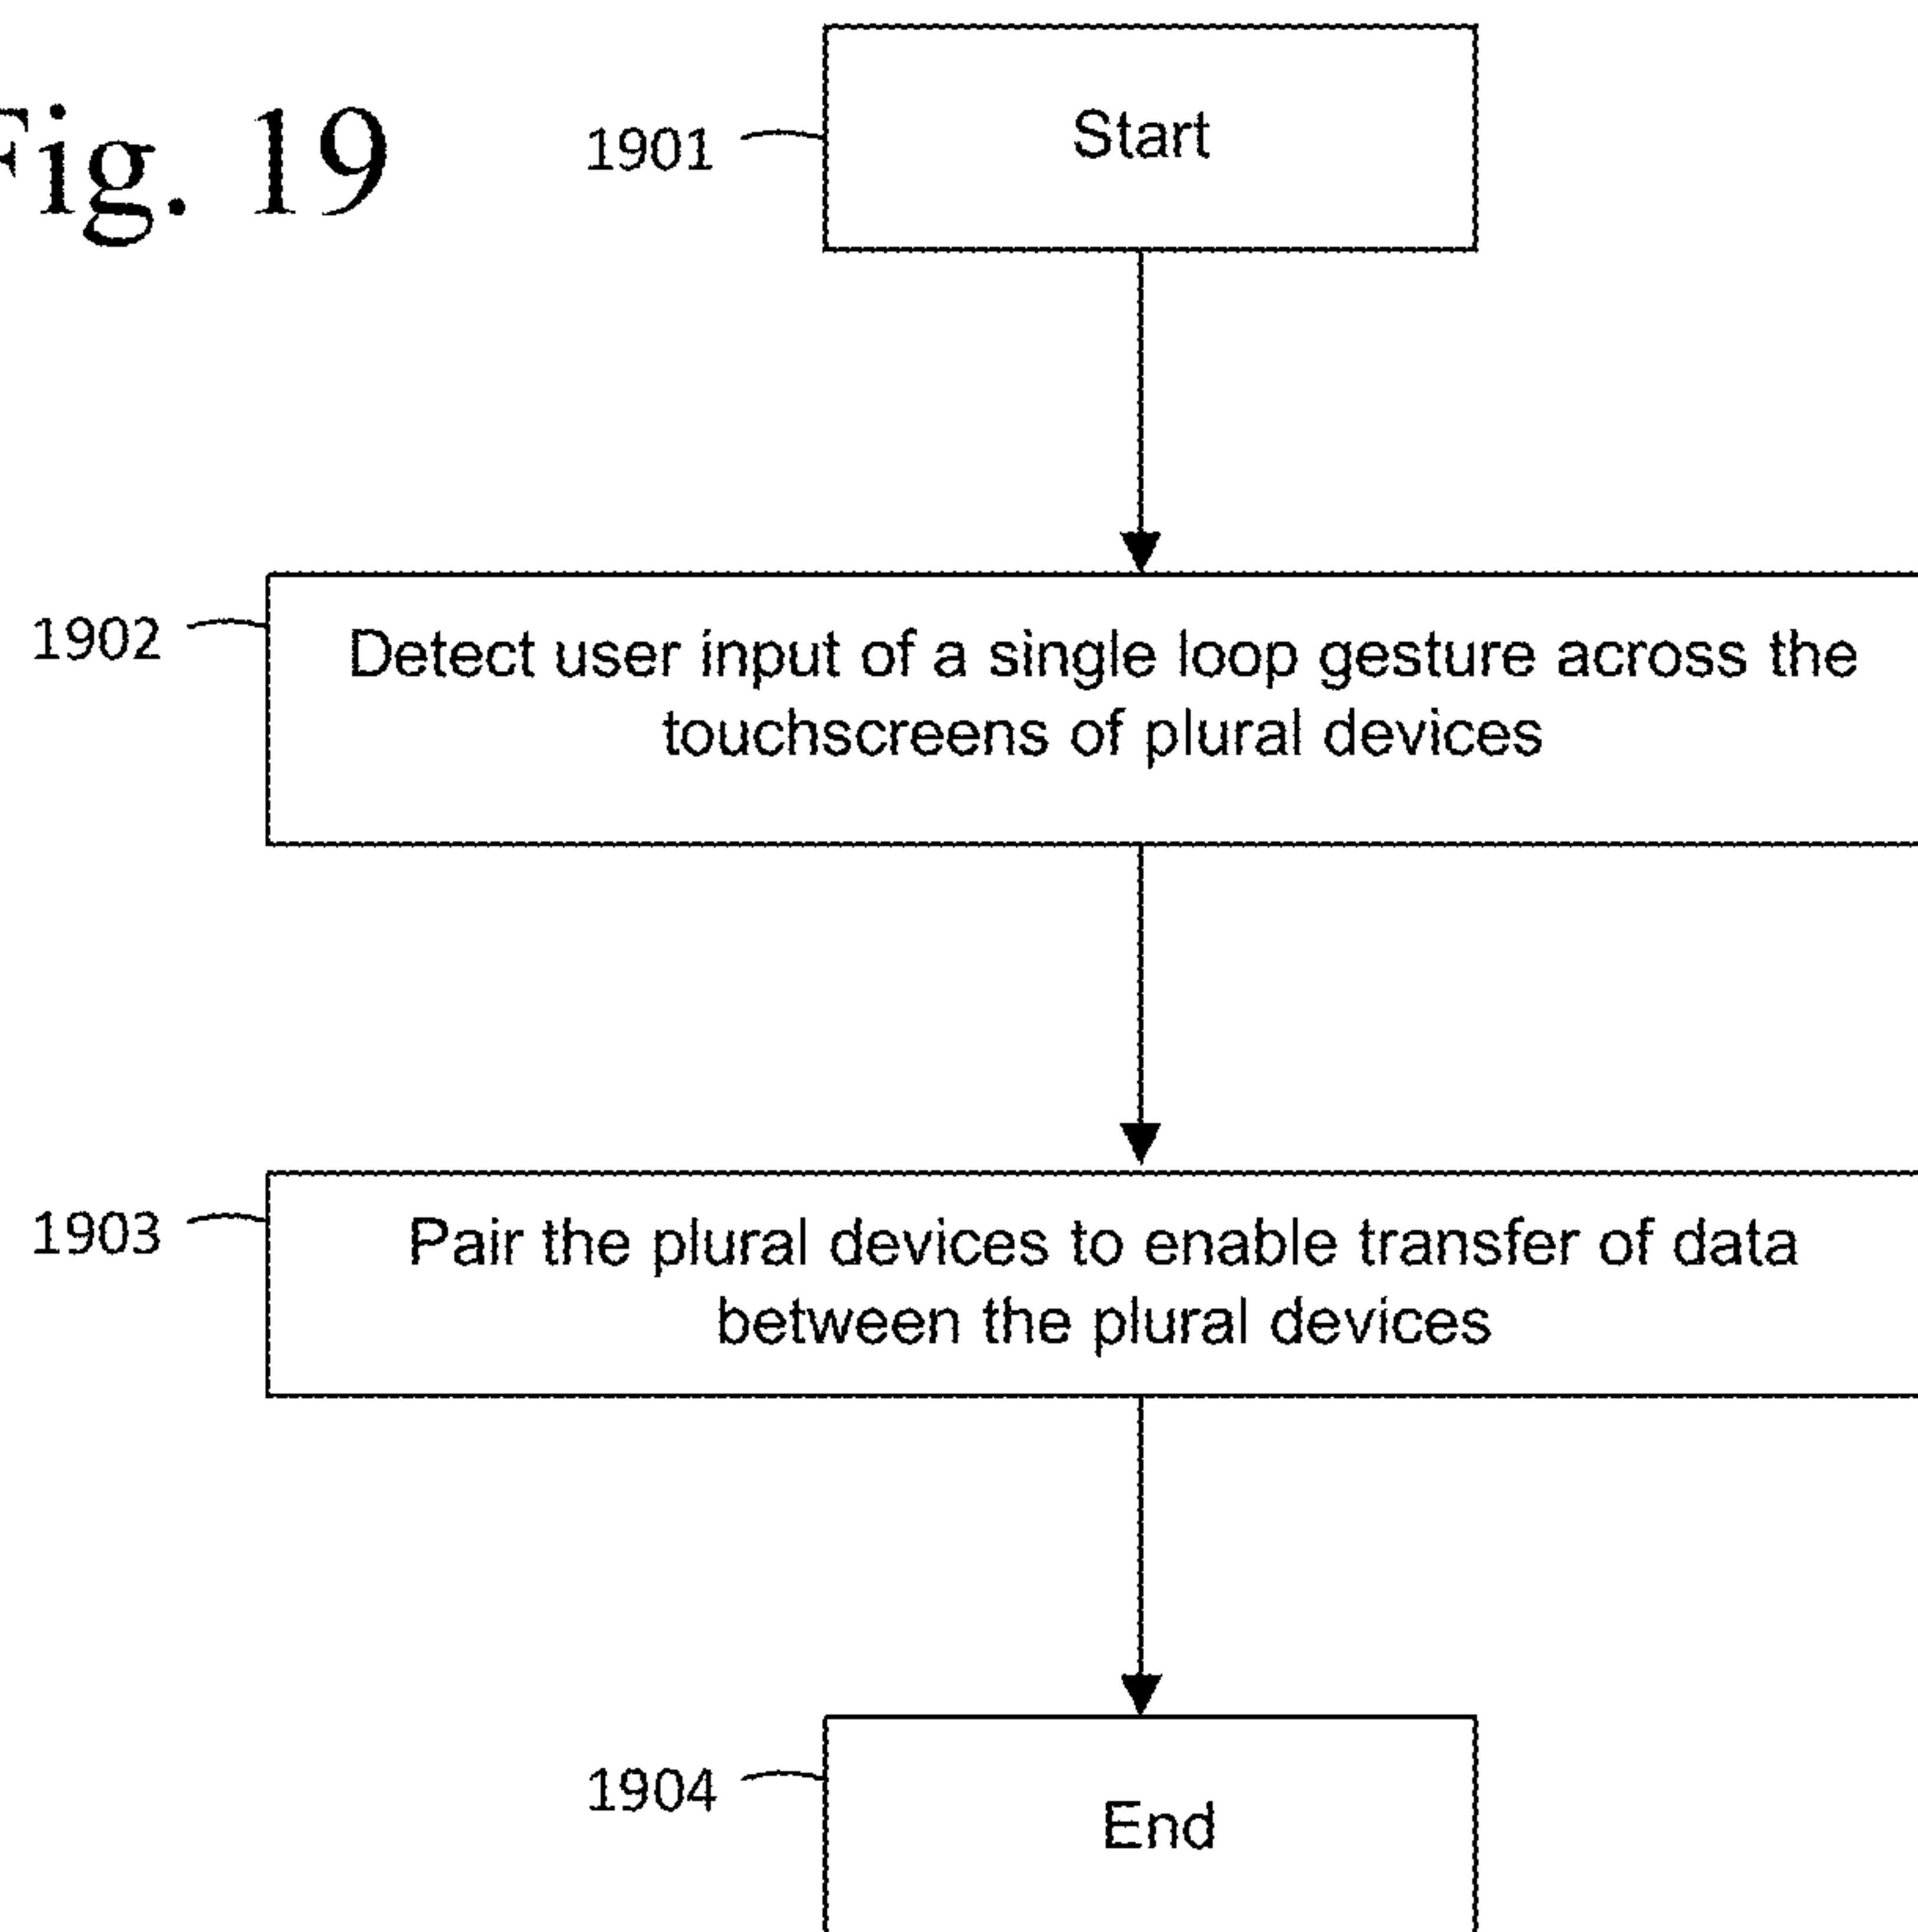 Fig. 19
1901
Start
1902
Detect user input of a single loop gesture across the
touchscreens of plural devices
1903
Pair the plural devices to enable transfer of data
between the plural devices
1904
End